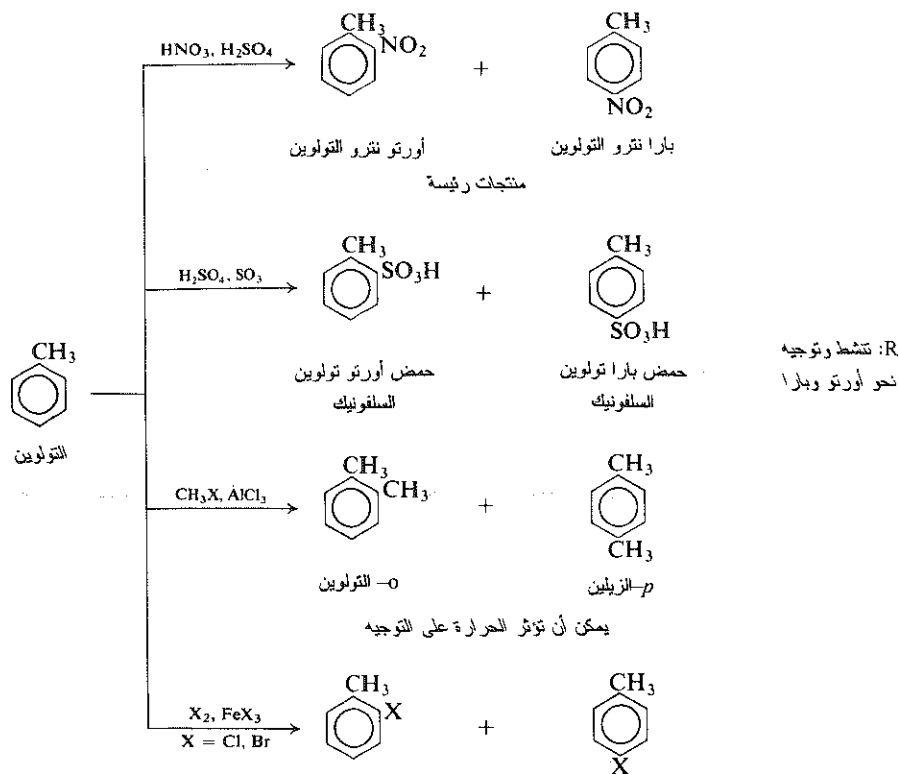 HNO₃, H₂SO₄
CH₃
NO₂
+
CH₃
NO₂
أورتو نترو التولوين
بارا نترو التولوين
منتجات رئيسة
H₂SO₄, SO₃
CH₃
SO₃H
+
CH₃
SO₃H
حمض أورتو تولوين
السلفونيك
حمض بارا تولوين
السلفونيك
R: تنشط وتوجيه
نحو أورتو وبارا
CH₃
التولوين
CH₃X, AlCl₃
CH₃
CH₃
+
CH₃
CH₃
o– التولوين
p–الزيلين
يمكن أن تؤثر الحرارة على التوجيه
X₂, FeX₃
X = Cl, Br
CH₃
X
+
CH₃
X